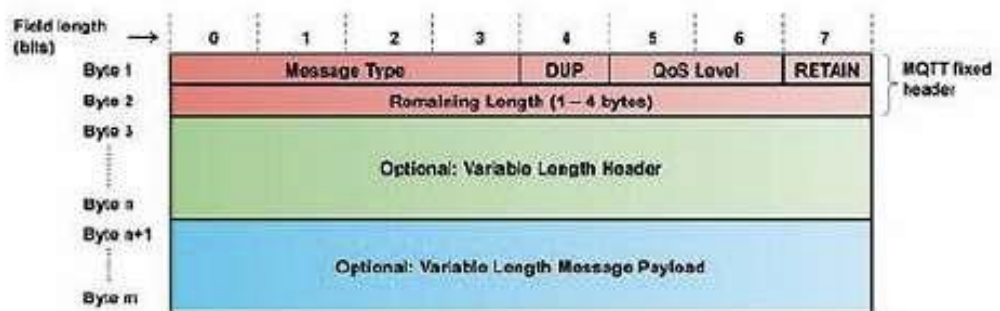 Field length
(bits)
0 1 2 3 4 5 6 7
Byte 1 Message Type DUP QoS Level RETAIN MQTT fixed
header
Byte 2 Remaining Length (1 – 4 bytes)
Byte 3
Optional: Variable Length Header
Byte n
Byte n+1
Optional: Variable Length Message Payload
Byte m